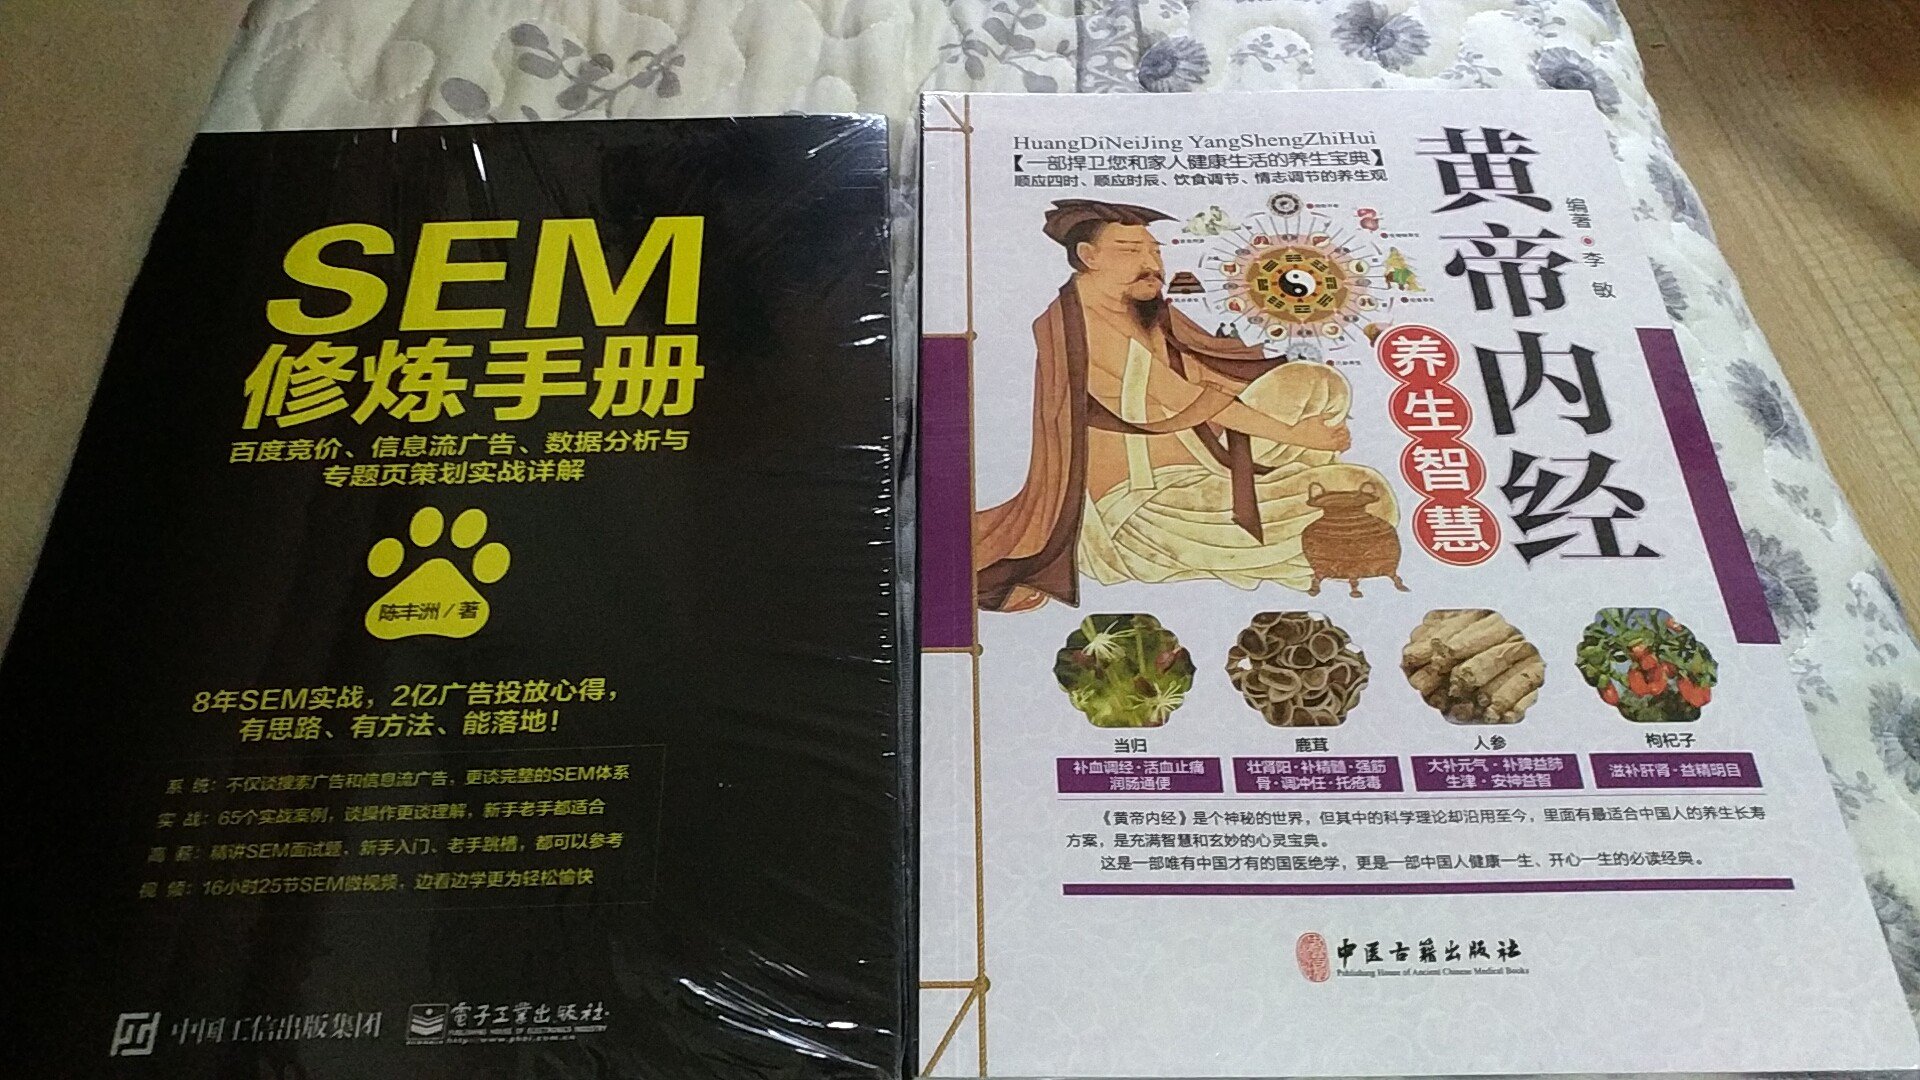 SEM
修炼手册
百度竞价、信息流广告、数据分析与
专题页策划实战详解
陈丰洲/著
8年SEM实战，2亿广告投放心得，
有思路、有方法、能落地！
系 统：不仅谈搜索广告和信息流广告，更谈完整的SEM体系
实 战：65个实战案例，谈操作更谈理解，新手老手都适合
高 薪：精讲SEM面试题，新手入门、老手跳槽，都可以参考
视 频：16小时25节SEM微视频，边看边学更为轻松愉快
中国工信出版集团
電子工業出版社
PUBLISHING HOUSE OF ELECTRONICS INDUSTRY
HuangDiNeiJing YangShengZhiHui
【一部捍卫您和家人健康生活的养生宝典】
顺应四时、顺应时辰、饮食调节、情志调节的养生观
黄帝内经
养生智慧
编著·李敏
当归
补血调经·活血止痛
润肠通便
鹿茸
壮肾阳·补精髓·强筋
骨·调冲任·托疮毒
人参
大补元气·补脾益肺
生津·安神益智
枸杞子
滋补肝肾·益精明目
《黄帝内经》是个神秘的世界，但其中的科学理论却沿用至今，里面有最适合中国人的养生长寿
方案，是充满智慧和玄妙的心灵宝典。
这是一部唯有中国才有的国医绝学，更是一部中国人健康一生、开心一生的必读经典。
中医古籍出版社
Publishing House of Ancient Chinese Medical Books